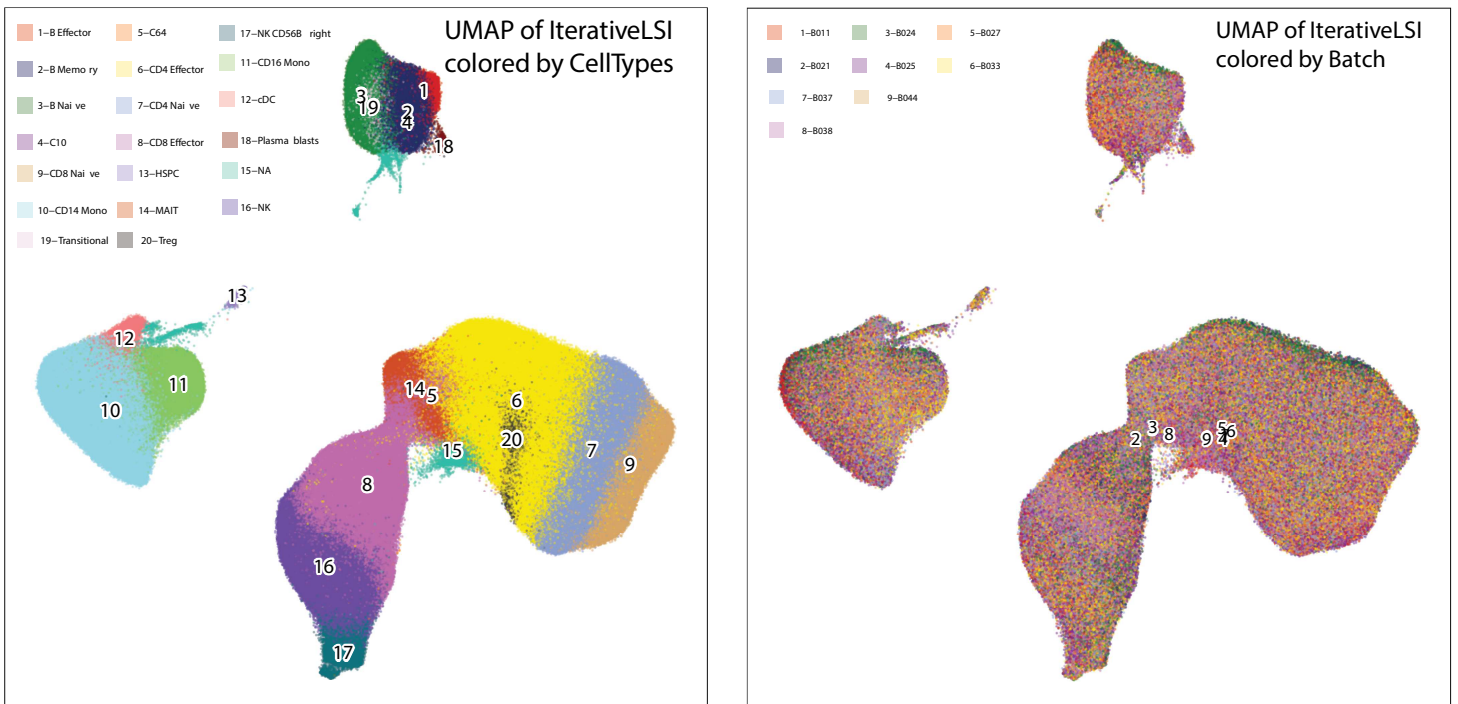 UMAP of IterativeLSI
colored by CellTypes
1−B Effector
5−C64
17−NK CD56B right
2−B Memo ry
6−CD4 Effector
11−CD16 Mono
3−B Nai ve
7−CD4 Nai ve
12−cDC
4−C10
8−CD8 Effector
18−Plasma blasts
9−CD8 Nai ve
13−HSPC
15−NA
10−CD14 Mono
14−MAIT
16−NK
19−Transitional
20−Treg
1
3
19
2
4
18
13
12
11
10
14
5
6
20
15
7
9
8
16
17
UMAP of IterativeLSI
colored by Batch
1−B011
3−B024
5−B027
2−B021
4−B025
6−B033
7−B037
9−B044
8−B038
2
3
8
9
5
6
4